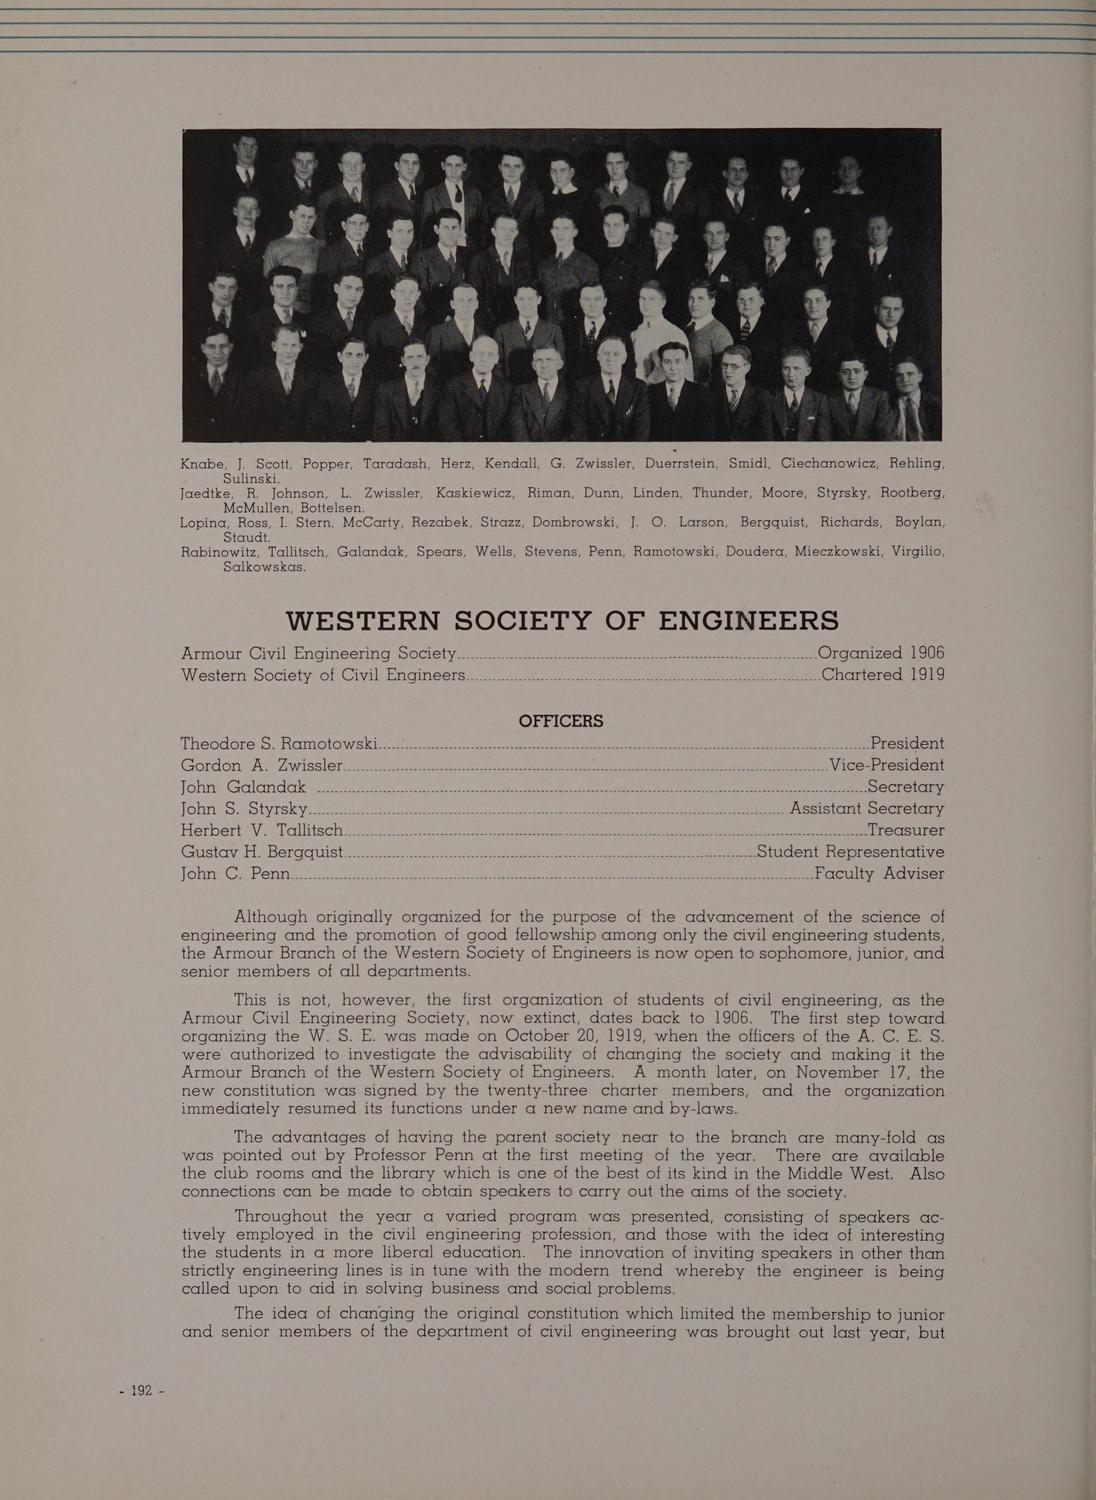 Knabe, J. Scott, Popper, Taradash, Herz, Kendall, G. Zwissler, Duerrstein, Smidl, Ciechanowicz, Rehling,
Sulinski.
Jaedtke, R. Johnson, L. Zwissler, Kaskiewicz, Riman, Dunn, Linden, Thunder, Moore, Styrsky, Rootberg,
McMullen, Bottelsen.
Lopina, Ross, I. Stern, McCarty, Rezabek, Strazz, Dombrowski, J. O. Larson, Bergquist, Richards, Boylan,
Staudt.
Rabinowitz, Tallitsch, Galandak, Spears, Wells, Stevens, Penn, Ramotowski, Doudera, Mieczkowski, Virgilio,
Salkowskas.
WESTERN SOCIETY OF ENGINEERS
Armour Civil Engineering Society Organized 1906
Western Society of Civil Engineers Chartered 1919
OFFICERS
Theodore S. Ramotowski President
Gordon A. Zwissler Vice-President
John Galandak Secretary
John S. Styrsky Assistant Secretary
Herbert V. Tallitsch Treasurer
Gustav H. Bergquist Student Representative
John C. Penn Faculty Adviser
Although originally organized for the purpose of the advancement of the science of
engineering and the promotion of good fellowship among only the civil engineering students,
the Armour Branch of the Western Society of Engineers is now open to sophomore, junior, and
senior members of all departments.
This is not, however, the first organization of students of civil engineering, as the
Armour Civil Engineering Society, now extinct, dates back to 1906. The first step toward
organizing the W. S. E. was made on October 20, 1919, when the officers of the A. C. E. S.
were authorized to investigate the advisability of changing the society and making it the
Armour Branch of the Western Society of Engineers. A month later, on November 17, the
new constitution was signed by the twenty-three charter members, and the organization
immediately resumed its functions under a new name and by-laws.
The advantages of having the parent society near to the branch are many-fold as
was pointed out by Professor Penn at the first meeting of the year. There are available
the club rooms and the library which is one of the best of its kind in the Middle West. Also
connections can be made to obtain speakers to carry out the aims of the society.
Throughout the year a varied program was presented, consisting of speakers ac-
tively employed in the civil engineering profession, and those with the idea of interesting
the students in a more liberal education. The innovation of inviting speakers in other than
strictly engineering lines is in tune with the modern trend whereby the engineer is being
called upon to aid in solving business and social problems.
The idea of changing the original constitution which limited the membership to junior
and senior members of the department of civil engineering was brought out last year, but
- 192 -